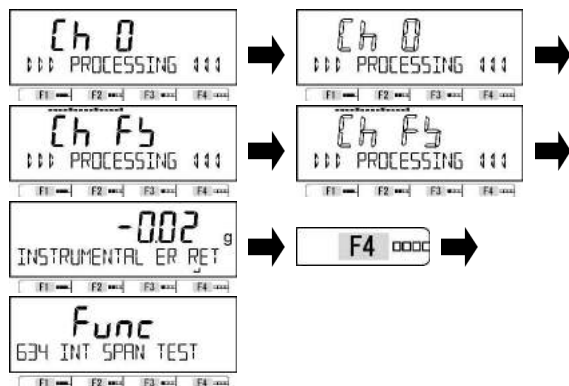 Ch 0
PROCESSING
F1 F2 F3 F4
Ch 0
PROCESSING
F1 F2 F3 F4
Ch FS
PROCESSING
F1 F2 F3 F4
Ch FS
PROCESSING
F1 F2 F3 F4
-0.02 g
INSTRUMENTAL ER RET
F1 F2 F3 F4
F4
Func
634 INT SPAN TEST
F1 F2 F3 F4